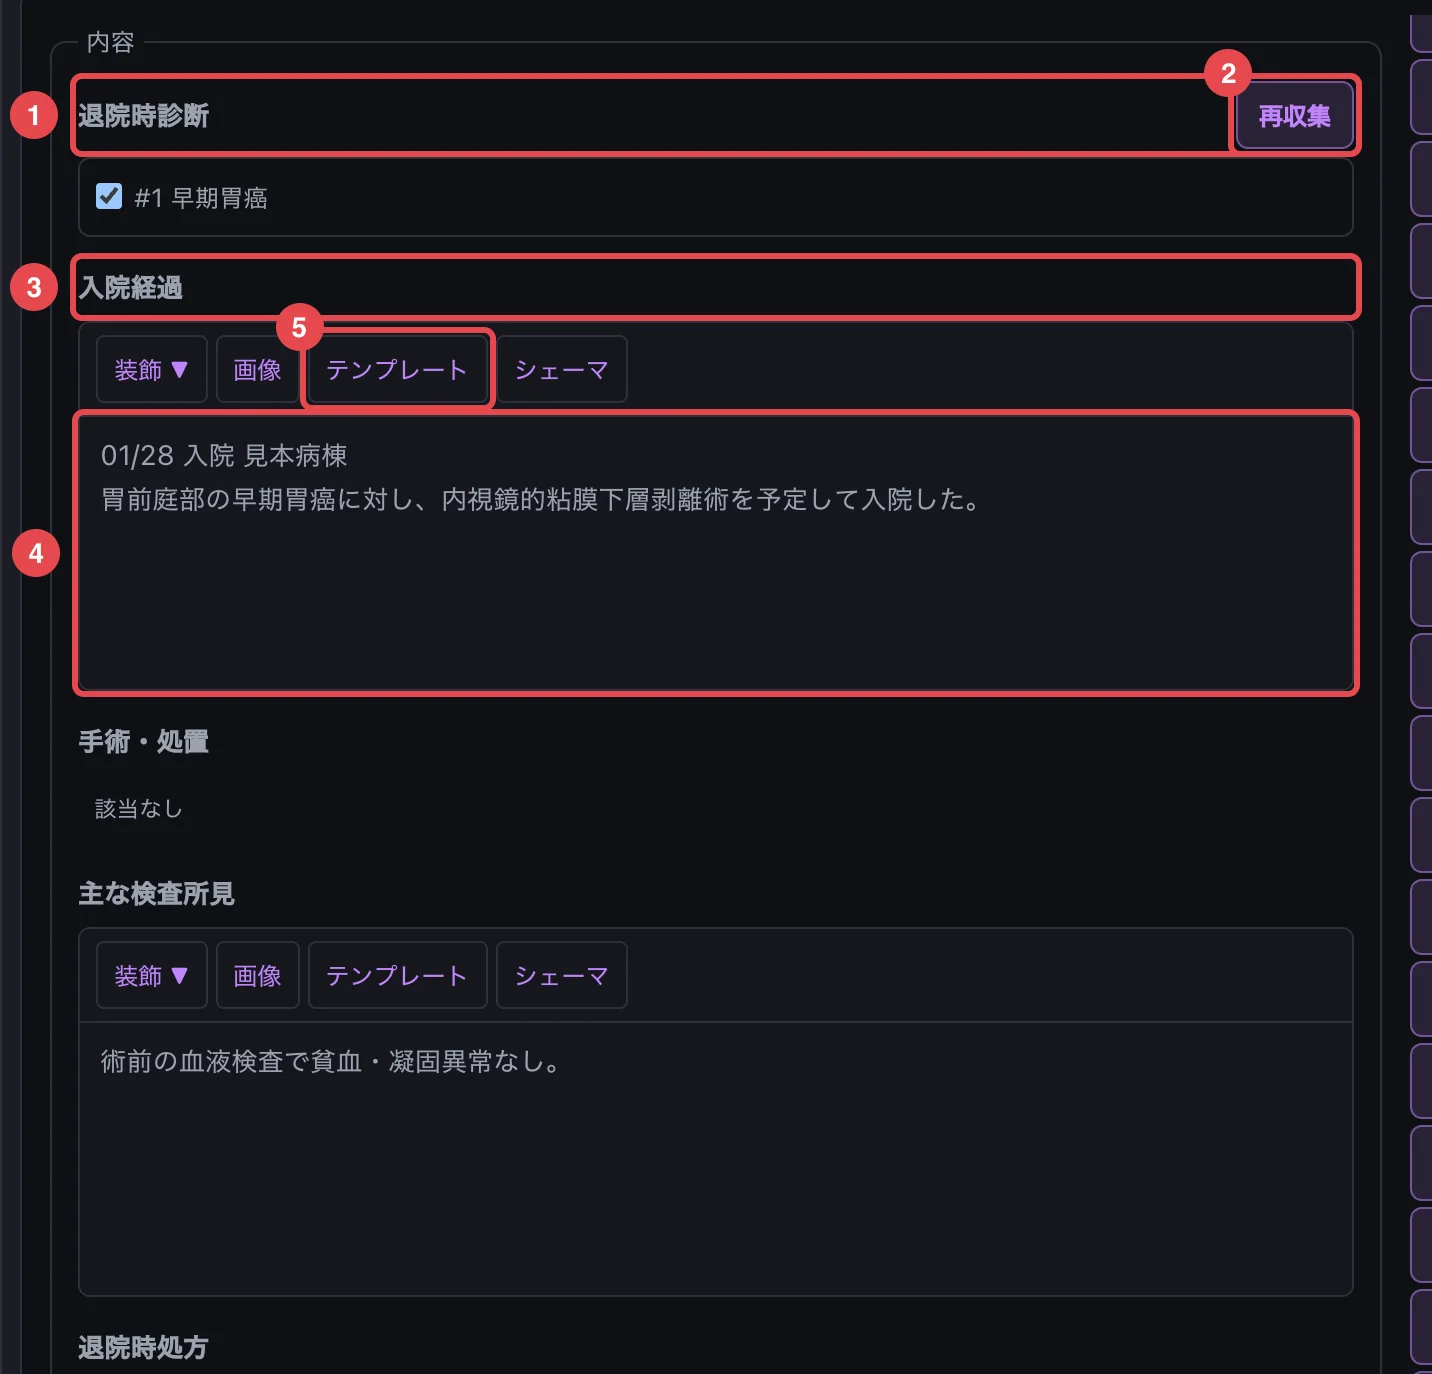 内容
1
退院時診断
2
再収集
#1 早期胃癌
3
入院経過
5
装飾 ▼
画像
テンプレート
シェーマ
4
01/28 入院 見本病棟
胃前庭部の早期胃癌に対し、内視鏡的粘膜下層剥離術を予定して入院した。
手術・処置
該当なし
主な検査所見
装飾 ▼
画像
テンプレート
シェーマ
術前の血液検査で貧血・凝固異常なし。
退院時処方